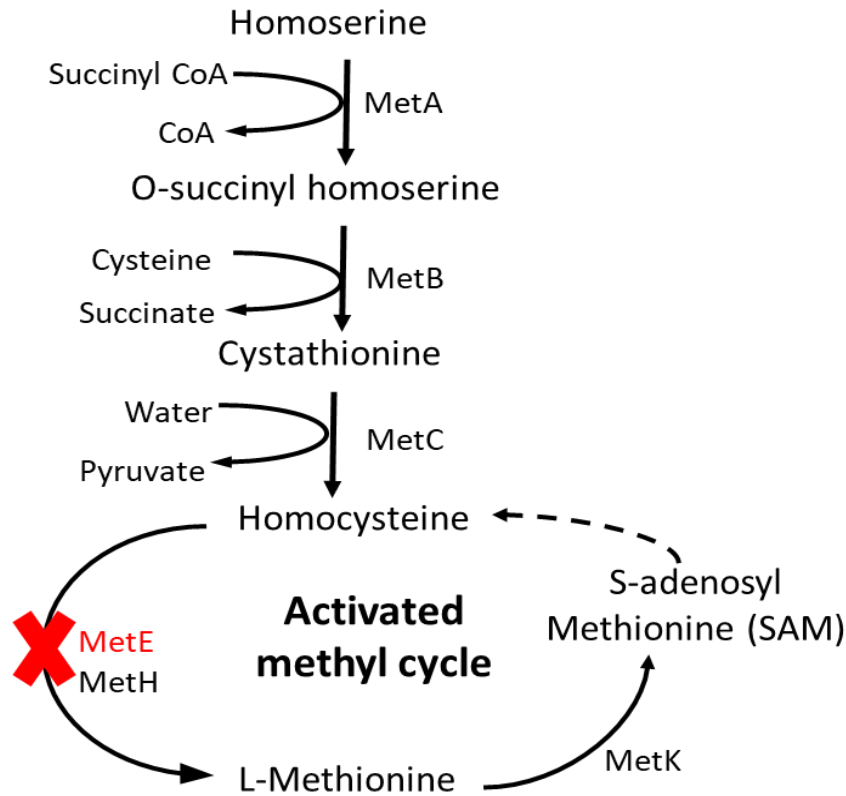 Homoserine
Succinyl CoA
MetA
CoA
O-succinyl homoserine
Cysteine
MetB
Succinate
Cystathionine
Water
MetC
Pyruvate
Homocysteine
S-adenosyl
Methionine (SAM)
Activated
methyl cycle
MetE
MetH
L-Methionine
MetK